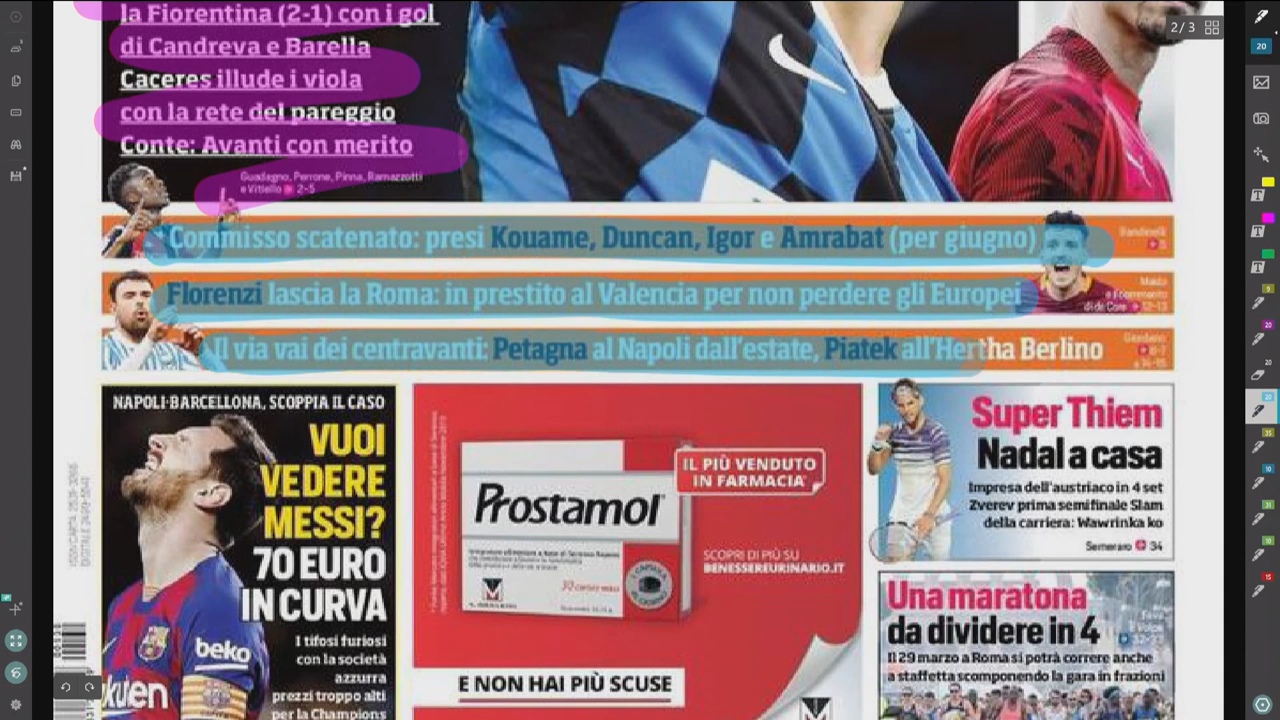 la Fiorentina (2-1) con i gol
di Candreva e Barella
Caceres illude i viola
con la rete del pareggio
Conte: Avanti con merito
Guadagno, Perrone, Pinna, Ramazzotti
e Vitiello 2-5
2/3
20
Commisso scatenato: presi Kouame, Duncan, Igor e Amrabat (per giugno)
Florenzi lascia la Roma: in prestito al Valencia per non perdere gli Europei
12-13
Il via vai dei centravanti: Petagna al Napoli dall'estate, Piatek all'Hertha Berlino
NAPOLI-BARCELLONA, SCOPPIA IL CASO
VUOI
VEDERE
MESSI?
70 EURO
IN CURVA
I tifosi furiosi
con la società
azzurra
prezzi troppo alti
per la Champions
beko
IL PIÙ VENDUTO
IN FARMACIA
Prostamol
SCOPRI DI PIÙ SU
BENESSEREURINARIO.IT
E NON HAI PIÙ SCUSE
Super Thiem
Nadal a casa
Impresa dell'austriaco in 4 set
Zverev prima semifinale Slam
della carriera: Wawrinka ko
Semeraro 34
Una maratona
da dividere in 4
Il 29 marzo a Roma si potrà correre anche
a staffetta scomponendo la gara in frazioni